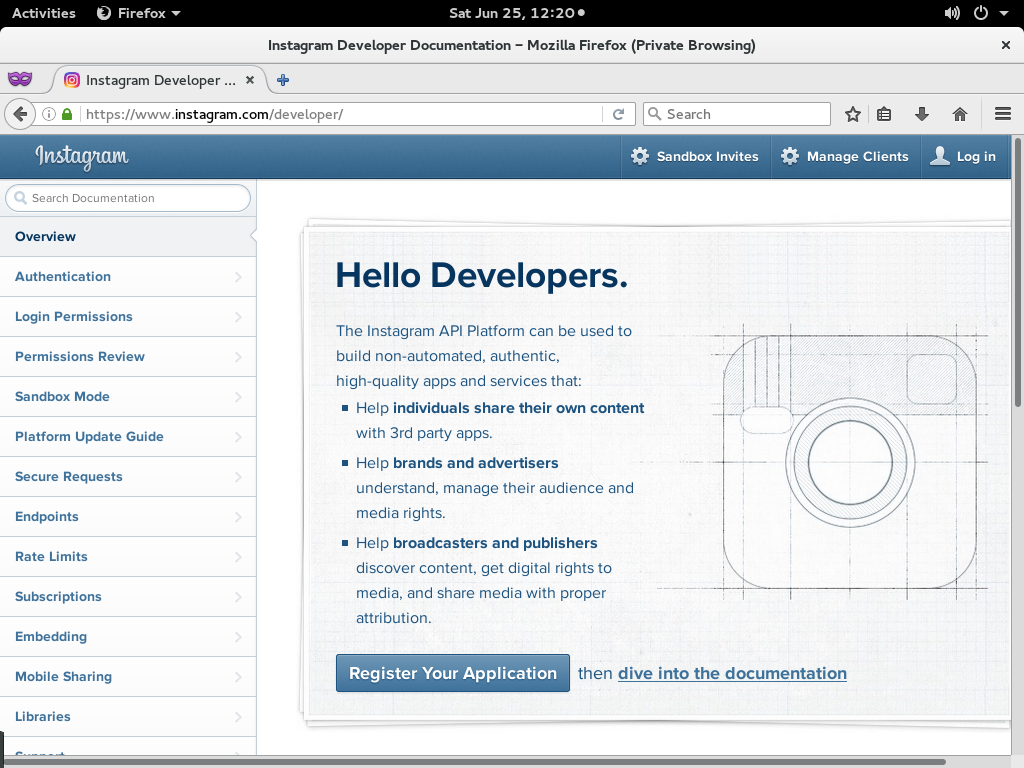 Activities Firefox Sat Jun 25, 12:20
Instagram Developer Documentation – Mozilla Firefox (Private Browsing)
Instagram Developer ...
https://www.instagram.com/developer/ Search
Instagram Sandbox Invites Manage Clients Log in
Search Documentation
Overview
Authentication
Login Permissions
Permissions Review
Sandbox Mode
Platform Update Guide
Secure Requests
Endpoints
Rate Limits
Subscriptions
Embedding
Mobile Sharing
Libraries
Support
Hello Developers.
The Instagram API Platform can be used to
build non-automated, authentic,
high-quality apps and services that:
Help individuals share their own content
with 3rd party apps.
Help brands and advertisers
understand, manage their audience and
media rights.
Help broadcasters and publishers
discover content, get digital rights to
media, and share media with proper
attribution.
Register Your Application then dive into the documentation